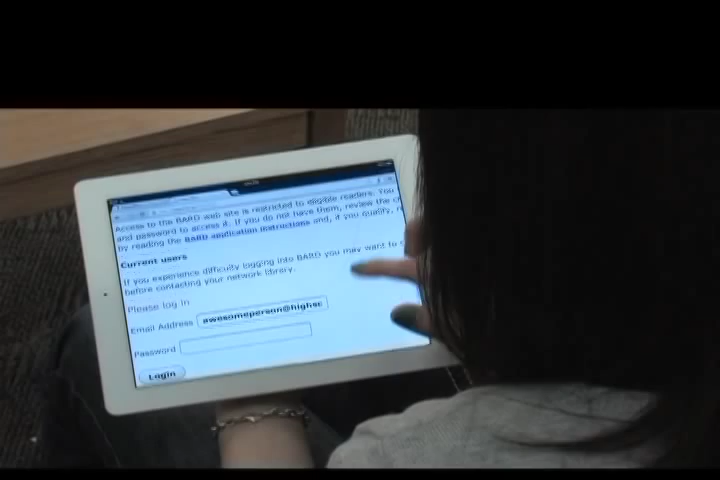 Access to the BARD web site is restricted to eligible readers. You
and password to access it. If you do not have them, review the
by reading the BARD application instructions and, if you qualify,
Current users
If you experience difficulty logging into BARD you may want to
before contacting your network library.
Please log in
Email Address awesomeperson@highsc
Password
Login